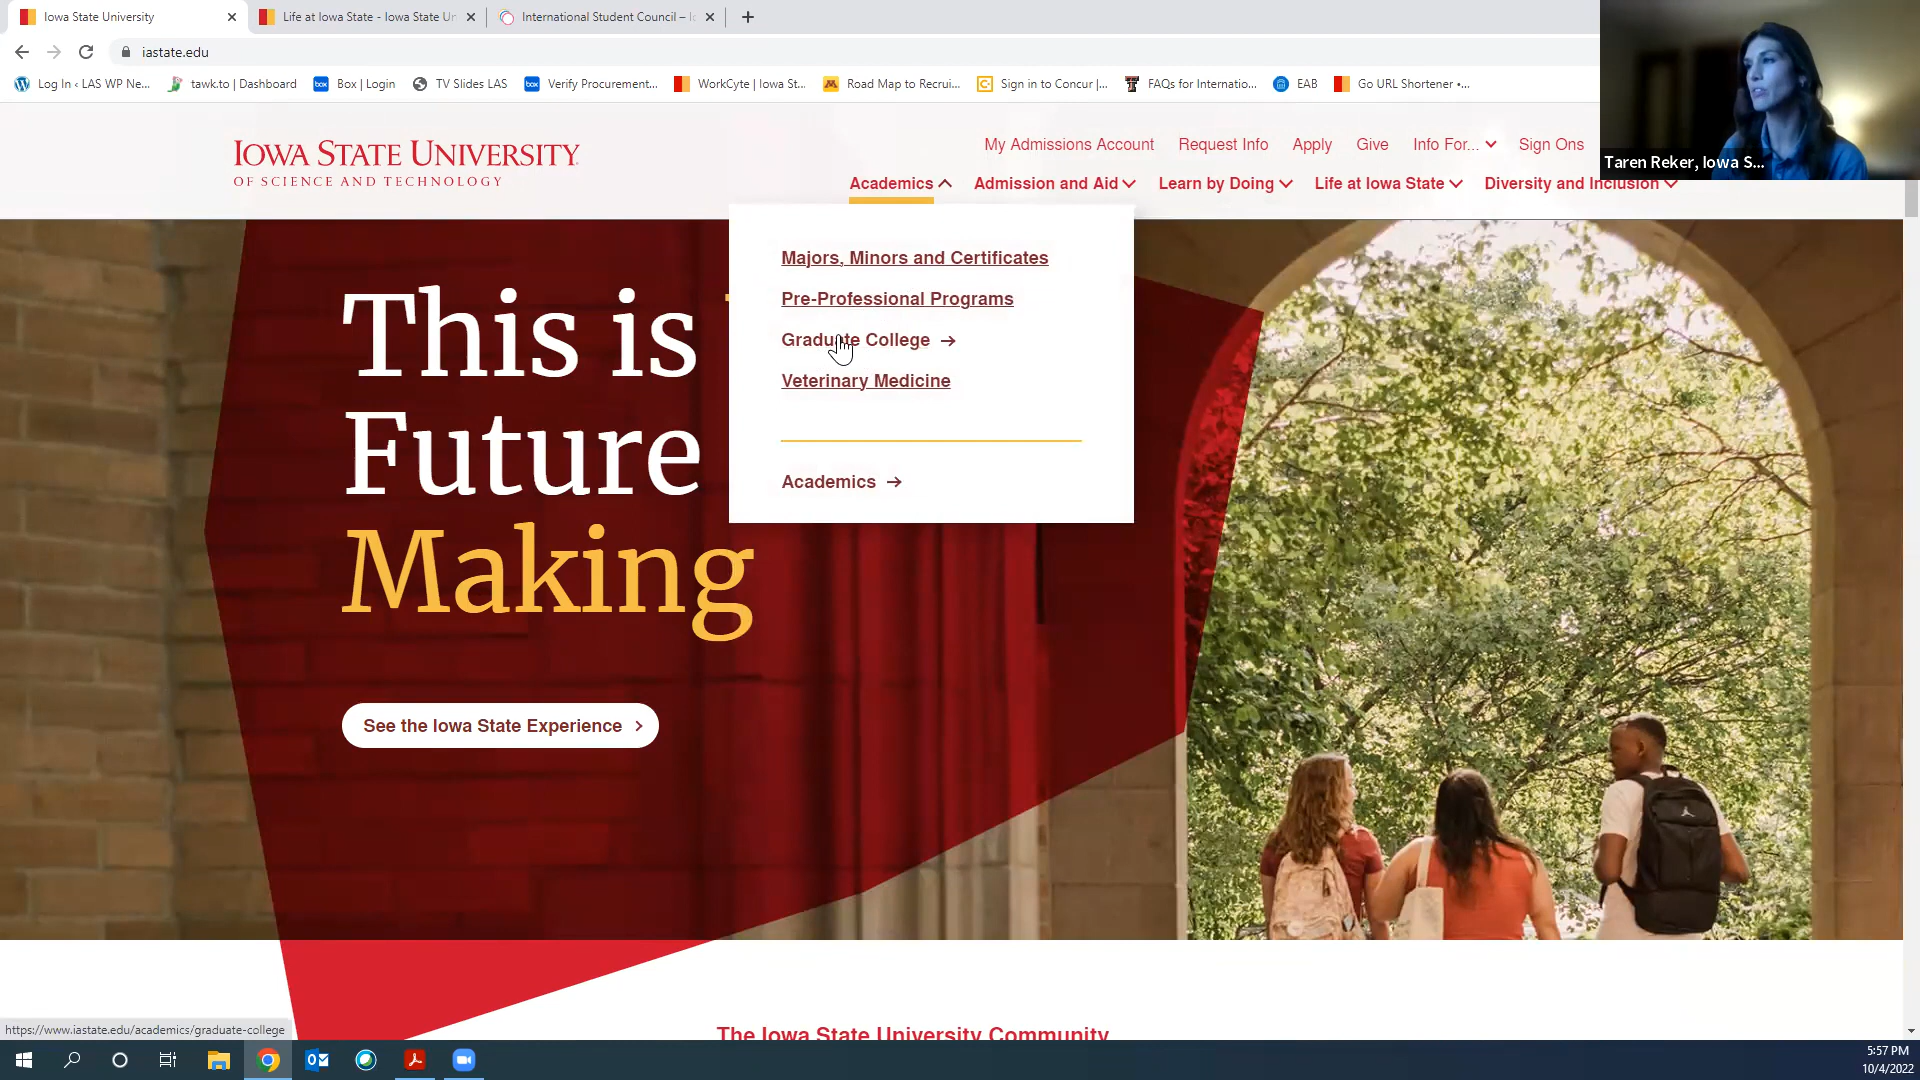 Iowa State University
Life at Iowa State - Iowa State Un
International Student Council – Io
iastate.edu
Log In ‹ LAS WP Ne...
tawk.to | Dashboard
box
Box | Login
TV Slides LAS
box
Verify Procurement...
WorkCyte | Iowa St...
Road Map to Recrui...
Sign in to Concur |...
FAQs for Internatio...
EAB
Go URL Shortener •...
Taren Reker, Iowa S...
IOWA STATE UNIVERSITY
OF SCIENCE AND TECHNOLOGY
My Admissions Account
Request Info
Apply
Give
Info For...
Sign Ons
Academics
Admission and Aid
Learn by Doing
Life at Iowa State
Diversity and Inclusion
Majors, Minors and Certificates
Pre-Professional Programs
Graduate College
Veterinary Medicine
Academics
This is
Future
Making
See the Iowa State Experience
The Iowa State University Community
https://www.iastate.edu/academics/graduate-college
5:57 PM
10/4/2022